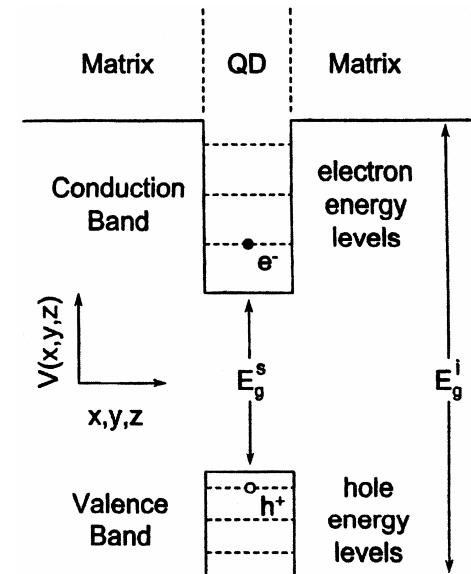 Matrix QD Matrix
Conduction
Band
electron
energy
levels
e⁻
V(x,y,z)
x,y,z
E_g^s
E_g^i
Valence
Band
h⁺
hole
energy
levels